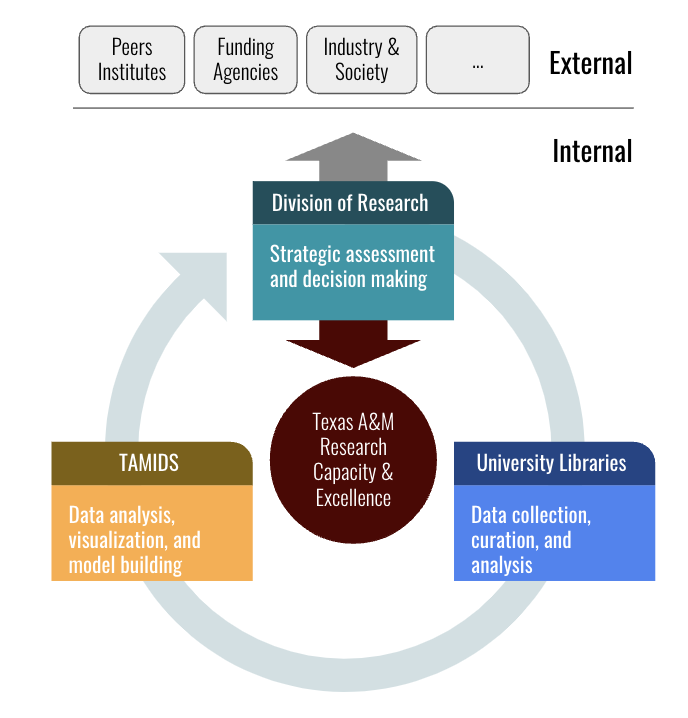 Peers
Institutes
Funding
Agencies
Industry &
Society
...
External
Internal
Division of Research
Strategic assessment
and decision making
Texas A&M
Research
Capacity &
Excellence
TAMIDS
Data analysis,
visualization, and
model building
University Libraries
Data collection,
curation, and
analysis